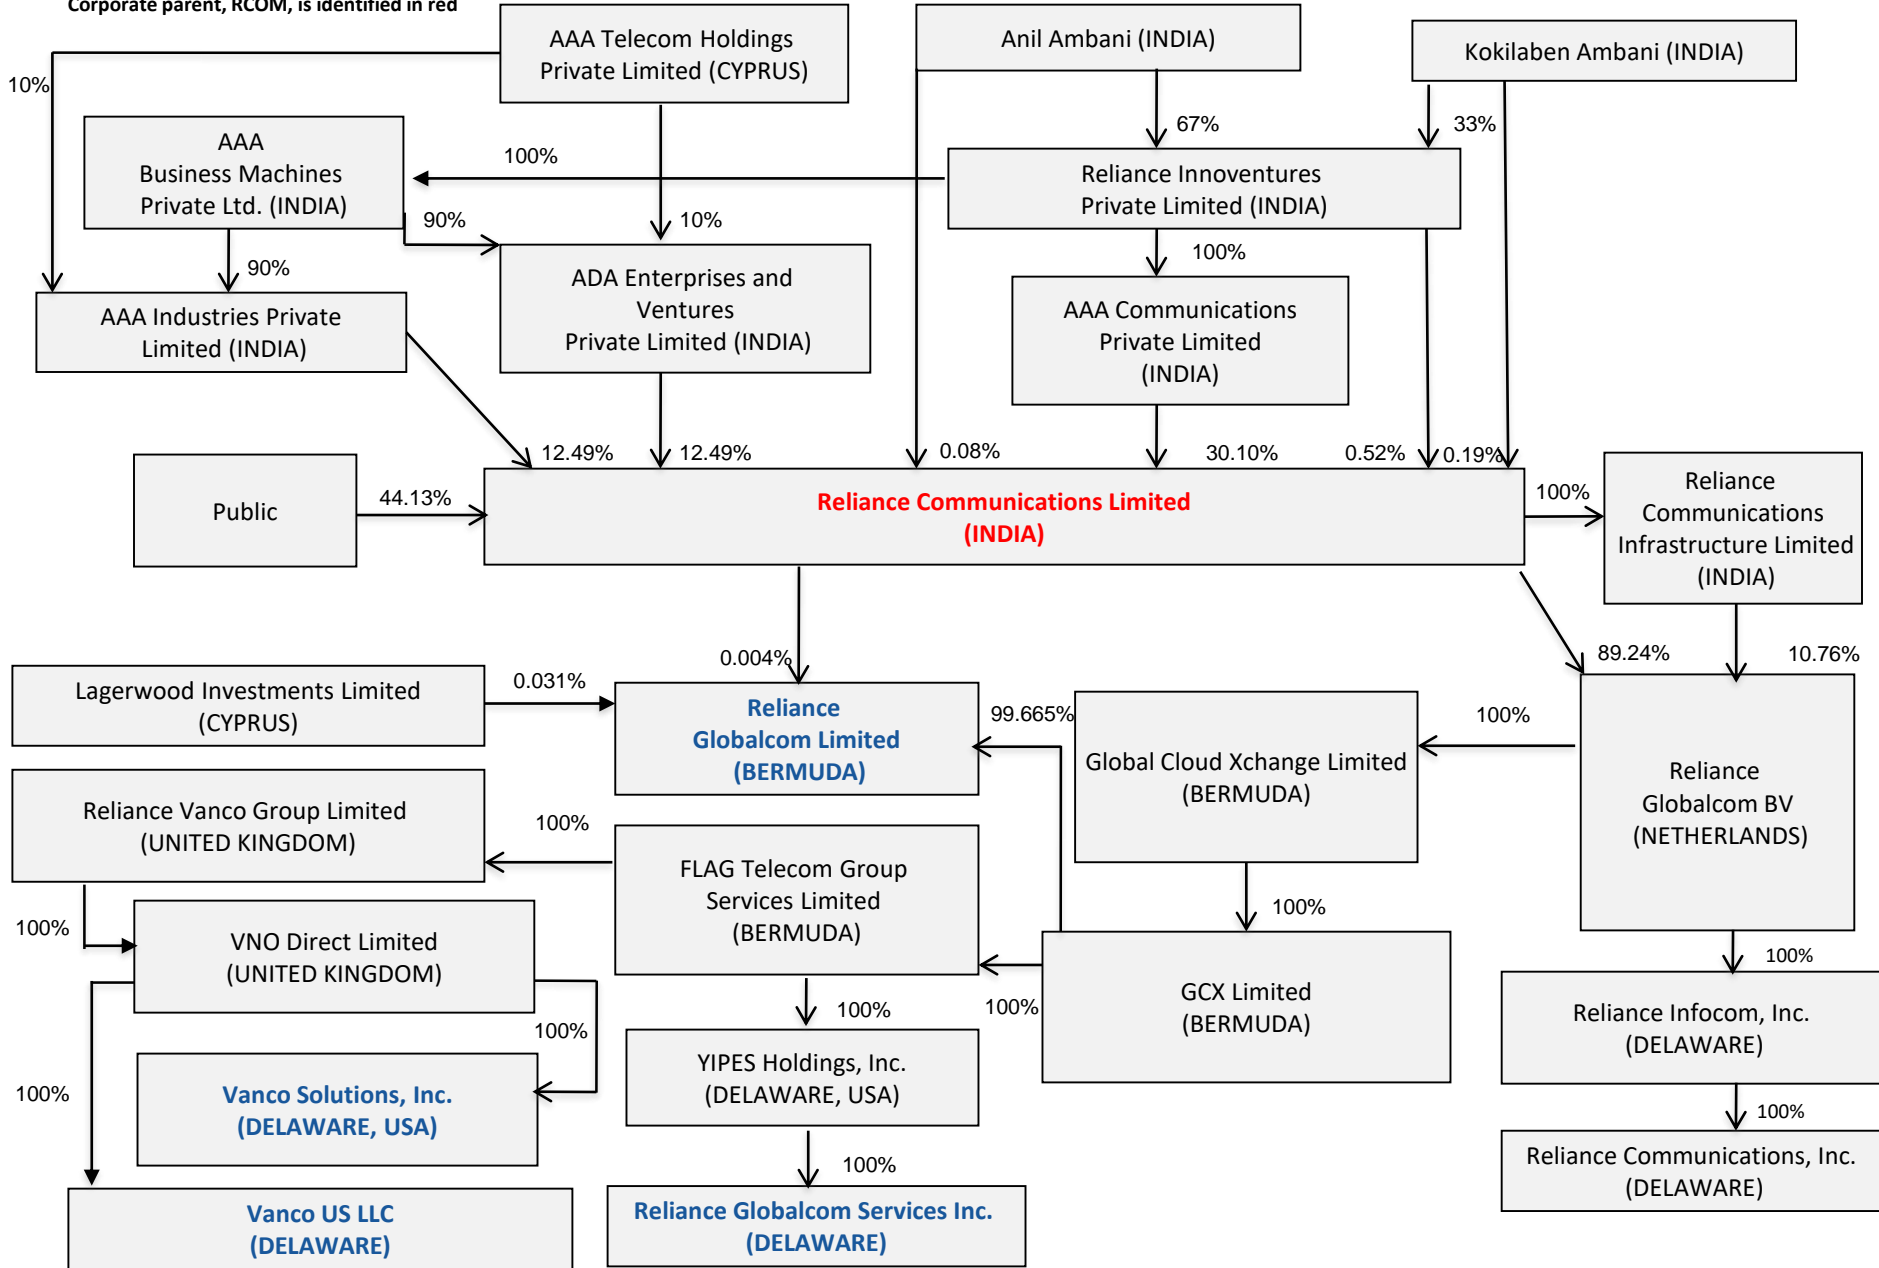 Corporate parent, RCOM, is identified in red
AAA Telecom Holdings
Private Limited (CYPRUS)
Anil Ambani (INDIA)
Kokilaben Ambani (INDIA)
10%
67%
33%
AAA
Business Machines
Private Ltd. (INDIA)
100%
Reliance Innoventures
Private Limited (INDIA)
90%
10%
90%
100%
AAA Industries Private
Limited (INDIA)
ADA Enterprises and
Ventures
Private Limited (INDIA)
AAA Communications
Private Limited
(INDIA)
12.49%
12.49%
0.08%
30.10%
0.52%
0.19%
Public
44.13%
Reliance Communications Limited
(INDIA)
100%
Reliance
Communications
Infrastructure Limited
(INDIA)
0.004%
89.24%
10.76%
Lagerwood Investments Limited
(CYPRUS)
0.031%
Reliance
Globalcom Limited
(BERMUDA)
99.665%
Global Cloud Xchange Limited
(BERMUDA)
100%
Reliance
Globalcom BV
(NETHERLANDS)
Reliance Vanco Group Limited
(UNITED KINGDOM)
100%
FLAG Telecom Group
Services Limited
(BERMUDA)
100%
100%
VNO Direct Limited
(UNITED KINGDOM)
100%
GCX Limited
(BERMUDA)
100%
Reliance Infocom, Inc.
(DELAWARE)
100%
100%
YIPES Holdings, Inc.
(DELAWARE, USA)
100%
Vanco Solutions, Inc.
(DELAWARE, USA)
100%
100%
Reliance Communications, Inc.
(DELAWARE)
Vanco US LLC
(DELAWARE)
Reliance Globalcom Services Inc.
(DELAWARE)